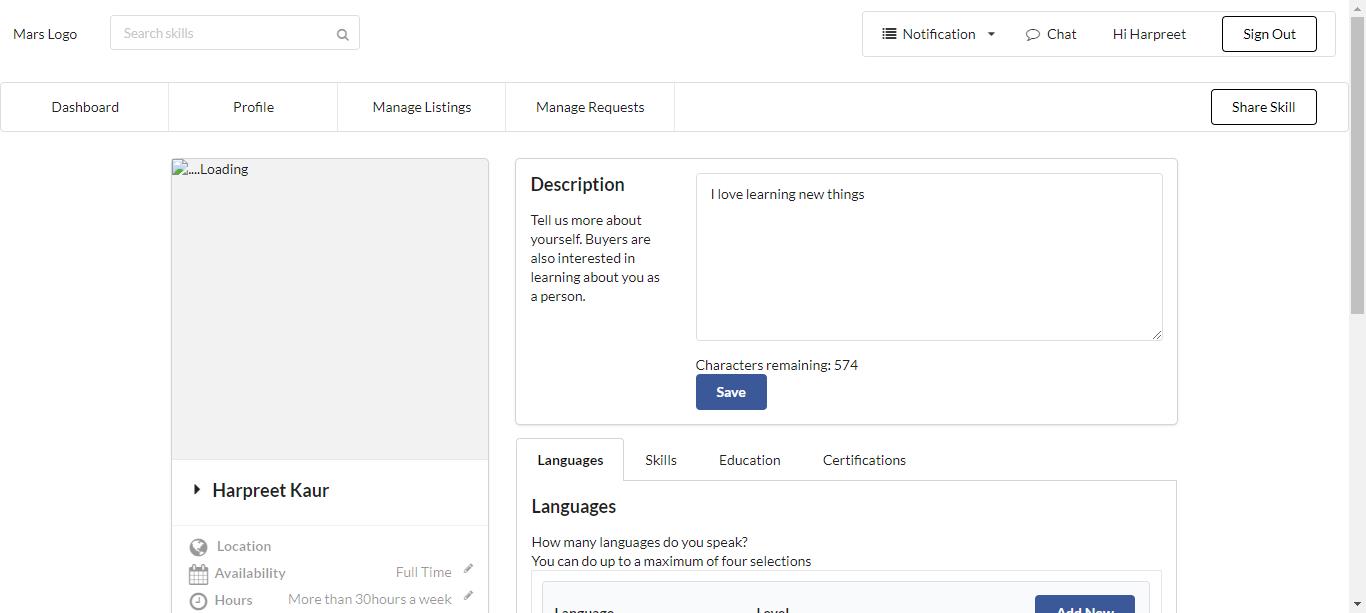 Mars Logo
Search skills
Notification
Chat
Hi Harpreet
Sign Out
Dashboard
Profile
Manage Listings
Manage Requests
Share Skill
....Loading
Harpreet Kaur
Location
Availability
Full Time
Hours
More than 30hours a week
Description
Tell us more about
yourself. Buyers are
also interested in
learning about you as
a person.
I love learning new things
Characters remaining: 574
Save
Languages
Skills
Education
Certifications
Languages
How many languages do you speak?
You can do up to a maximum of four selections
Language
Level
Add New